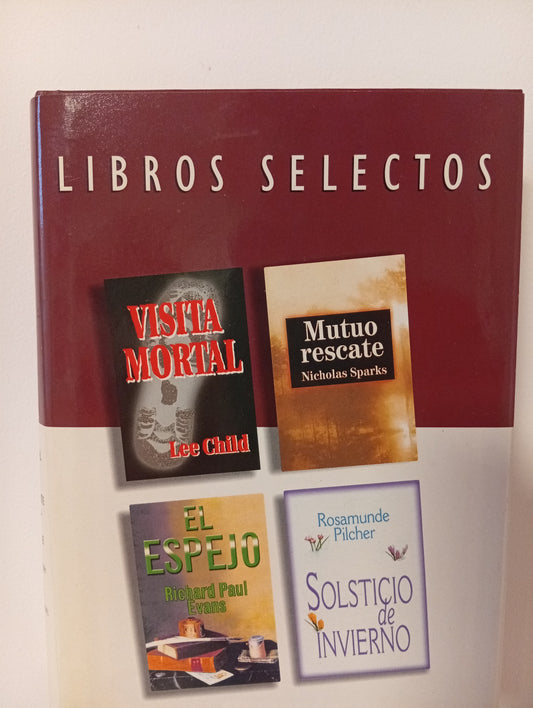 LIBROS SELECTOS
VISITA
MORTAL
Lee Child
Mutuo
rescate
Nicholas Sparks
EL
ESPEJO
Richard Paul
Evans
Rosamunde
Pilcher
SOLSTICIO
de
INVIERNO